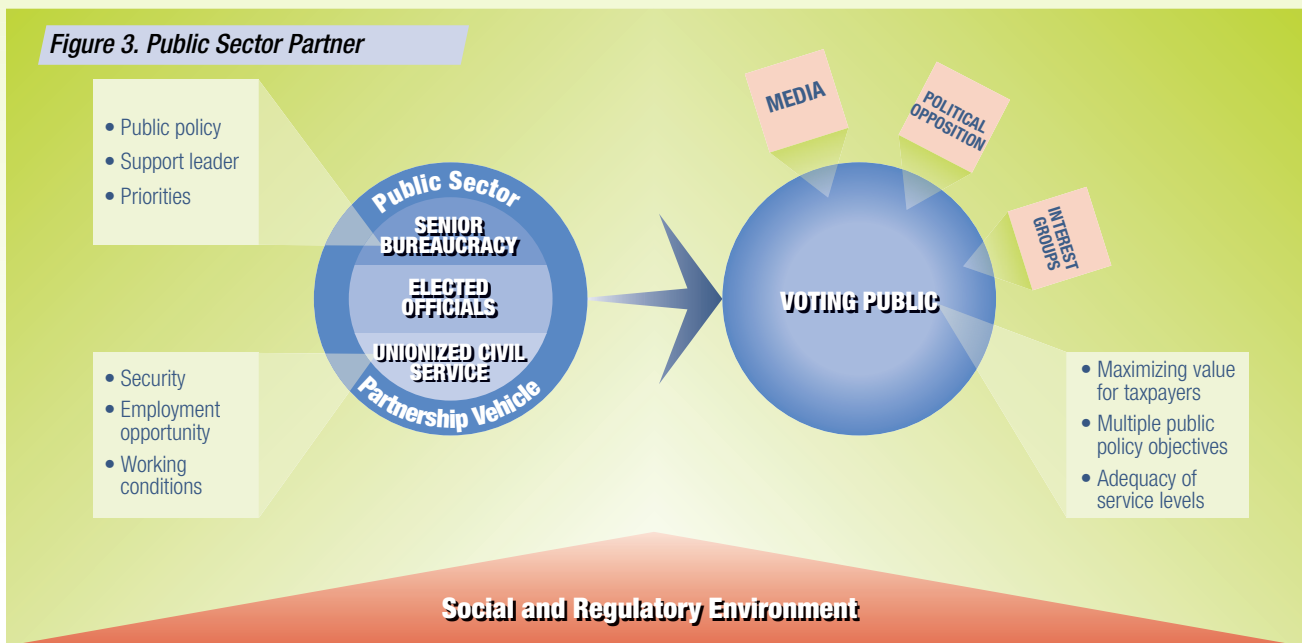 Figure 3. Public Sector Partner
• Public policy
• Support leader
• Priorities
Public Sector
SENIOR
BUREAUCRACY
ELECTED
OFFICIALS
UNIONIZED CIVIL
SERVICE
Partnership Vehicle
• Security
• Employment
opportunity
• Working
conditions
MEDIA
POLITICAL
OPPOSITION
INTEREST
GROUPS
VOTING PUBLIC
• Maximizing value
for taxpayers
• Multiple public
policy objectives
• Adequacy of
service levels
Social and Regulatory Environment